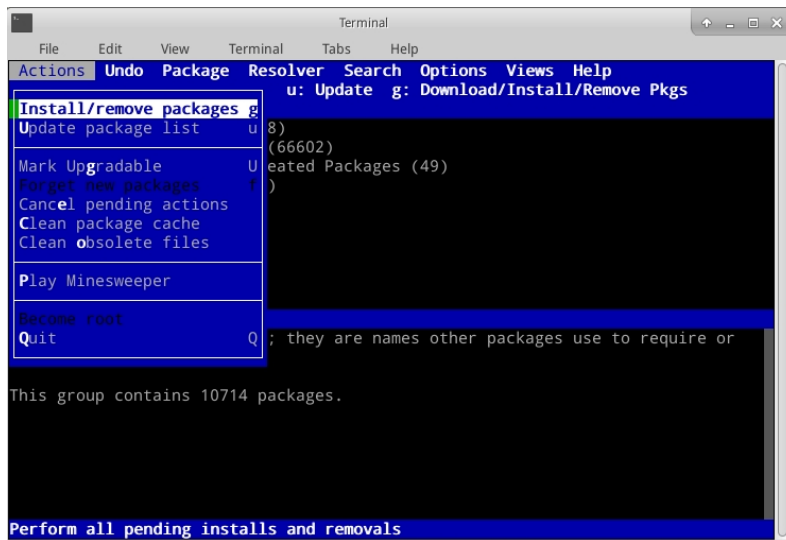 Terminal
File Edit View Terminal Tabs Help
Actions Undo Package Resolver Search Options Views Help
u: Update g: Download/Install/Remove Pkgs
Install/remove packages g
Update package list u 8)
(66602)
Mark Upgradable U eated Packages (49)
Forget new packages f )
Cancel pending actions
Clean package cache
Clean obsolete files
Play Minesweeper
Become root
Quit Q ; they are names other packages use to require or
This group contains 10714 packages.
Perform all pending installs and removals